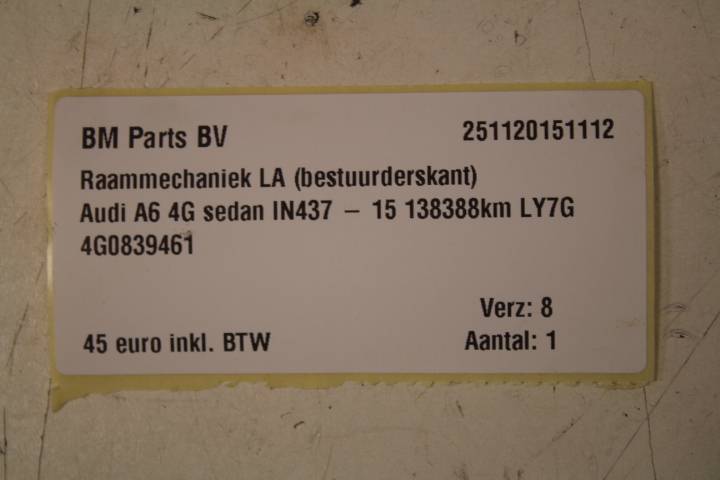 BM Parts BV 251120151112
Raammechaniek LA (bestuurderskant)
Audi A6 4G sedan IN437 – 15 138388km LY7G
4G0839461
Verz: 8
45 euro inkl. BTW Aantal: 1